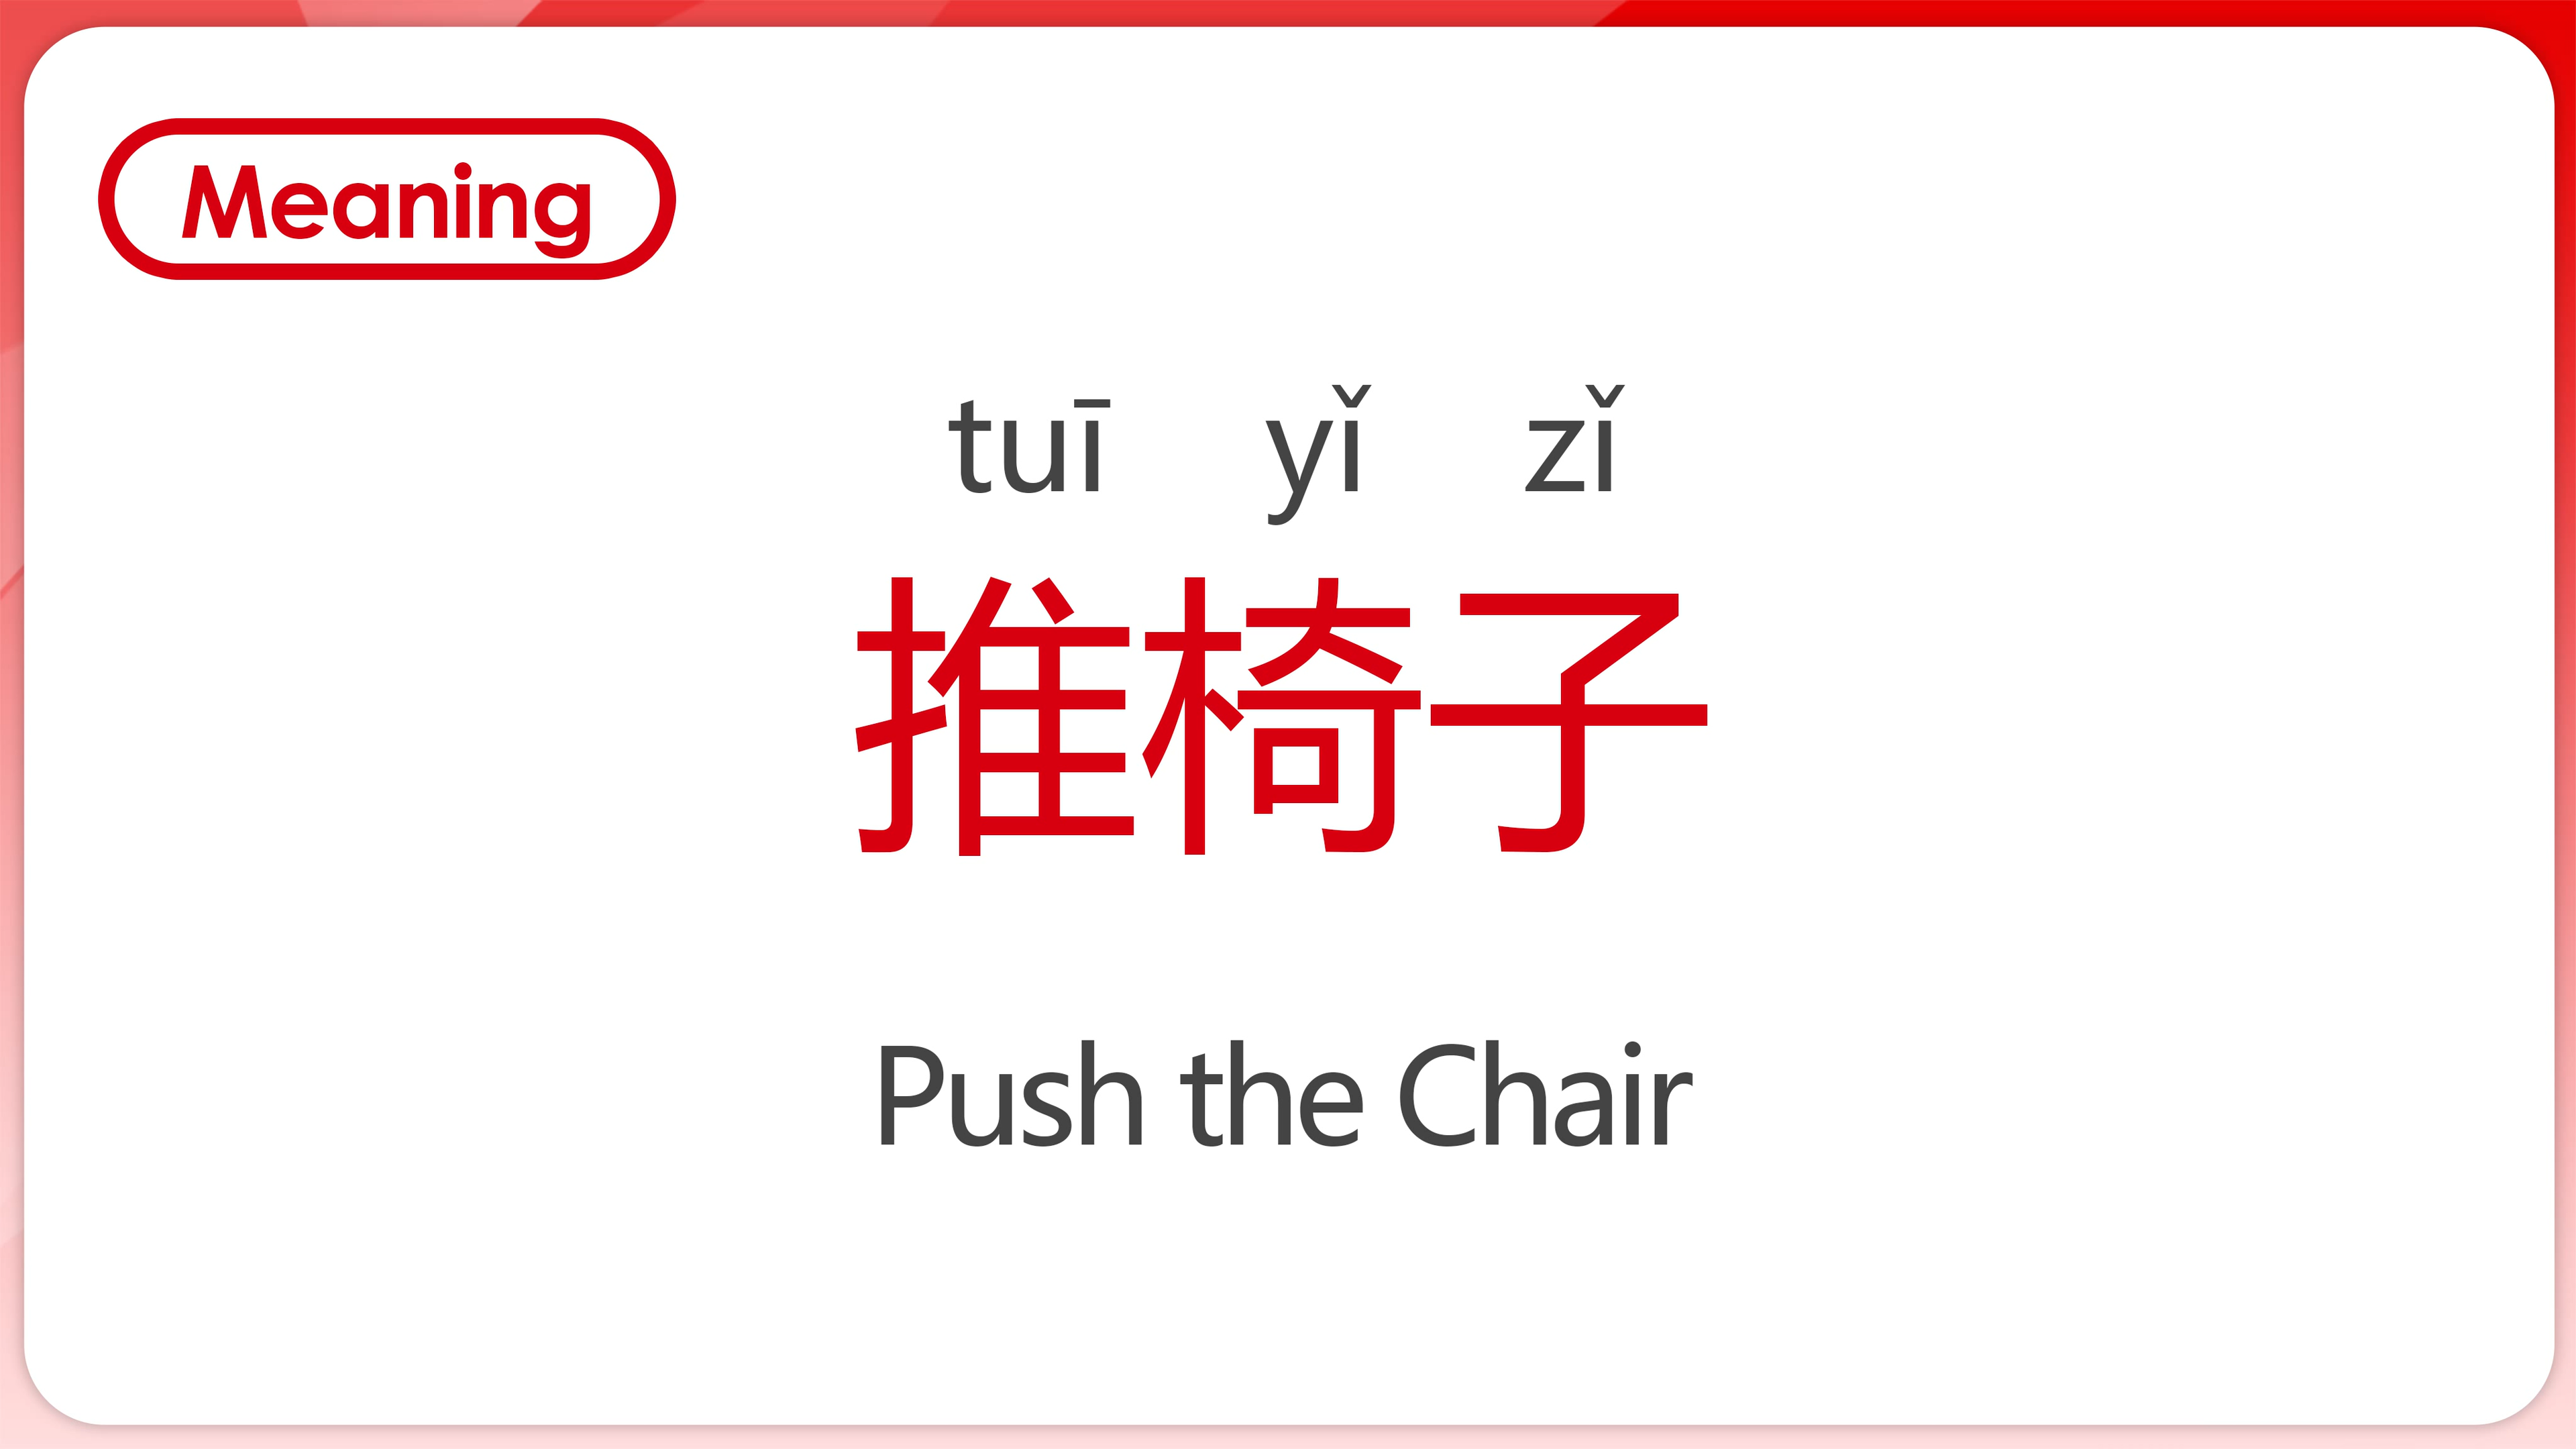 Meaning
tuī yǐ zǐ
推椅子
Push the Chair